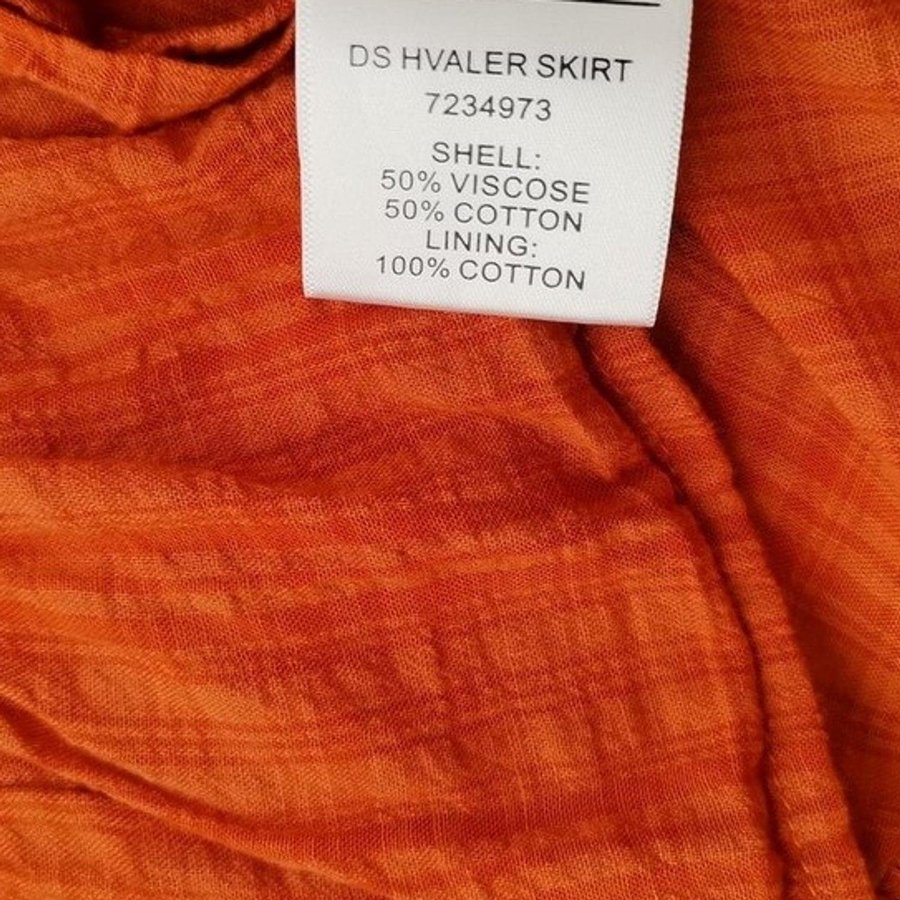 DS HVALER SKIRT
7234973
SHELL:
50% VISCOSE
50% COTTON
LINING:
100% COTTON